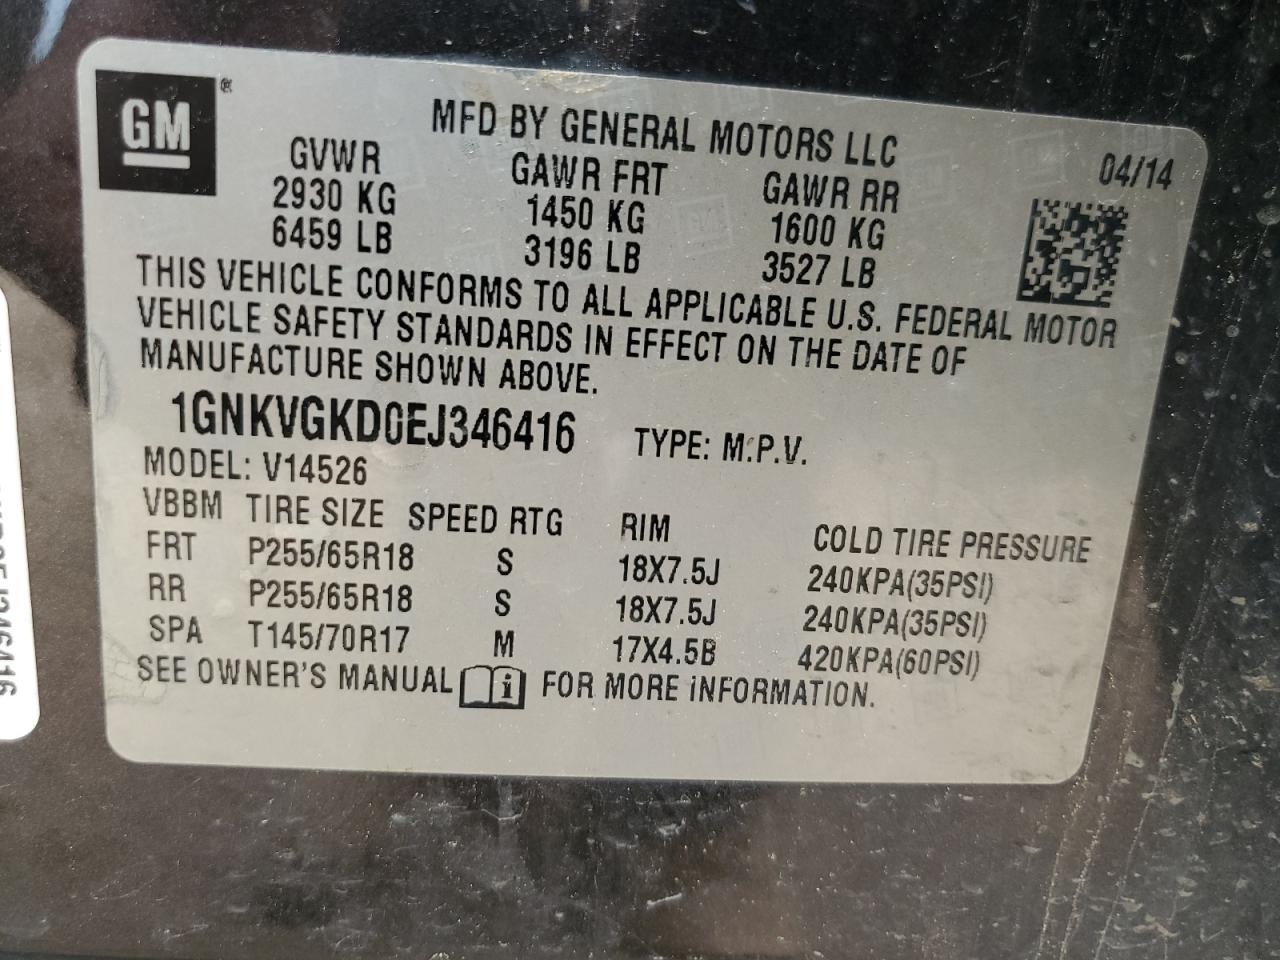 GM ®
MFD BY GENERAL MOTORS LLC
04/14
GVWR GAWR FRT GAWR RR
2930 KG 1450 KG 1600 KG
6459 LB 3196 LB 3527 LB
THIS VEHICLE CONFORMS TO ALL APPLICABLE U.S. FEDERAL MOTOR
VEHICLE SAFETY STANDARDS IN EFFECT ON THE DATE OF
MANUFACTURE SHOWN ABOVE.
1GNKVGKD0EJ346416 TYPE: M.P.V.
MODEL: V14526
VBBM TIRE SIZE SPEED RTG RIM COLD TIRE PRESSURE
FRT P255/65R18 S 18X7.5J 240KPA(35PSI)
RR P255/65R18 S 18X7.5J 240KPA(35PSI)
SPA T145/70R17 M 17X4.5B 420KPA(60PSI)
SEE OWNER'S MANUAL i FOR MORE INFORMATION.